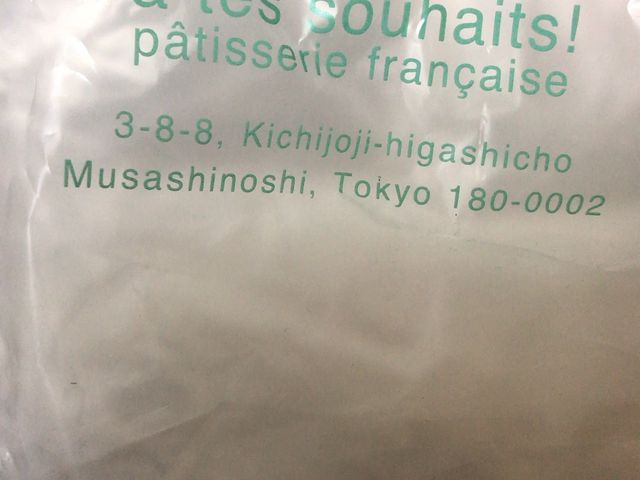 à tes souhaits!
pâtisserie française
3-8-8, Kichijoji-higashicho
Musashinoshi, Tokyo 180-0002